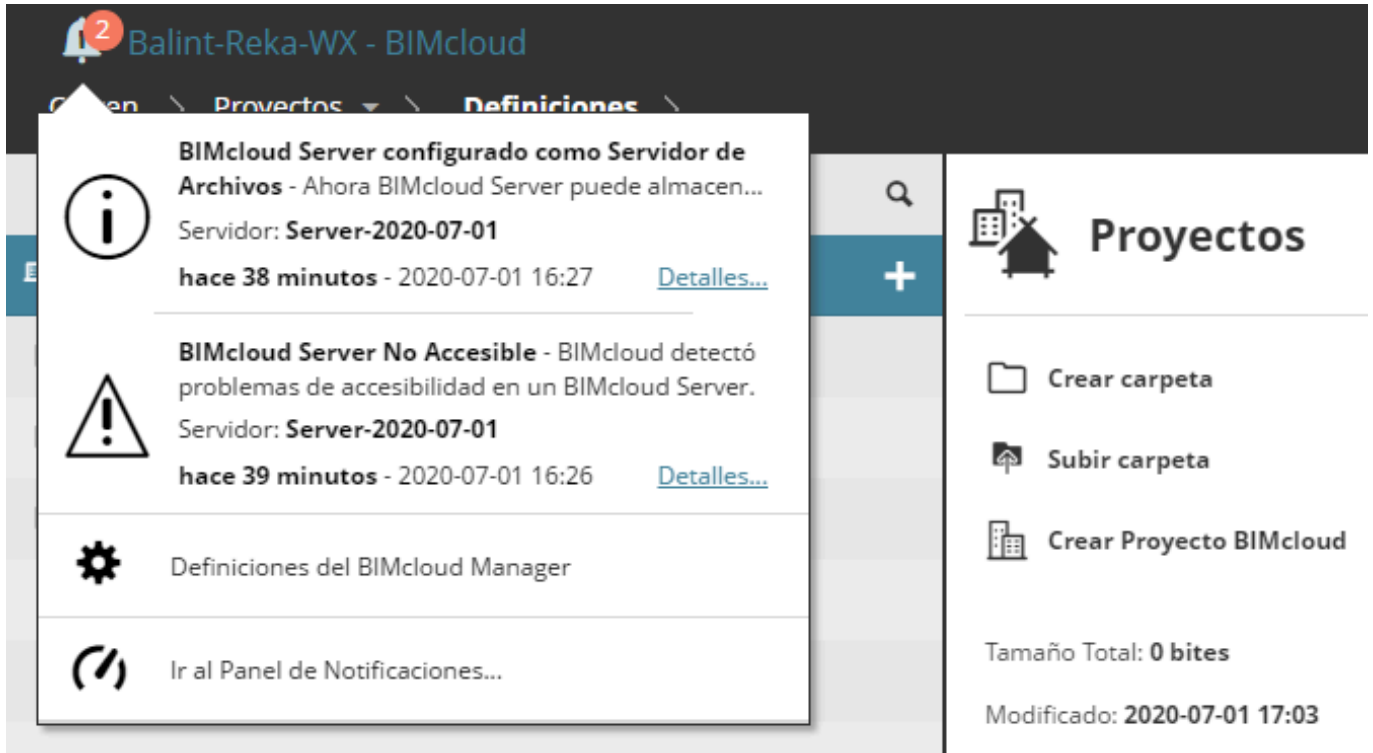 2
Balint-Reka-WX - BIMcloud
Proyectos
Definiciones
BIMcloud Server configurado como Servidor de
Archivos - Ahora BIMcloud Server puede almacen...
Servidor: Server-2020-07-01
hace 38 minutos - 2020-07-01 16:27 Detalles...
BIMcloud Server No Accesible - BIMcloud detectó
problemas de accesibilidad en un BIMcloud Server.
Servidor: Server-2020-07-01
hace 39 minutos - 2020-07-01 16:26 Detalles...
Definiciones del BIMcloud Manager
Ir al Panel de Notificaciones...
Proyectos
Crear carpeta
Subir carpeta
Crear Proyecto BIMcloud
Tamaño Total: 0 bites
Modificado: 2020-07-01 17:03